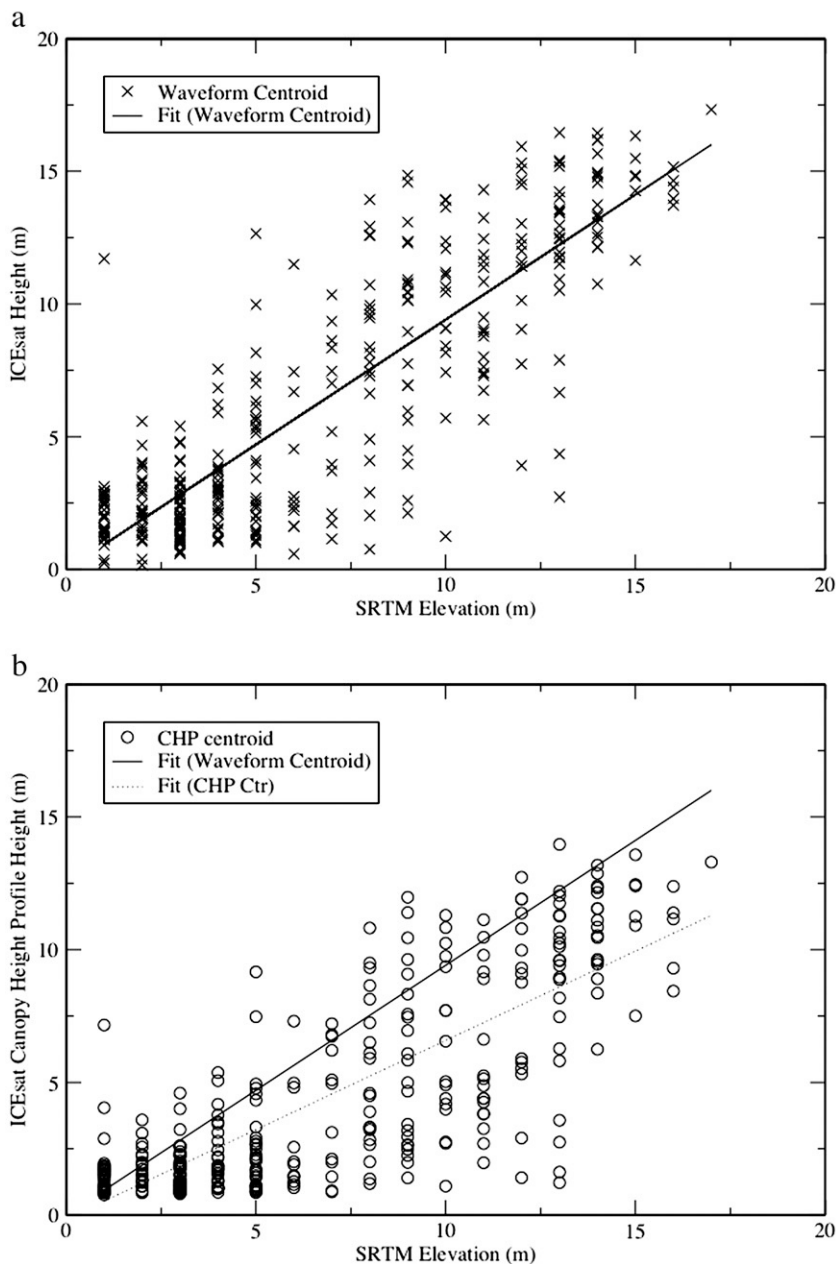 a
20
Waveform Centroid
Fit (Waveform Centroid)
15
10
5
0
ICEsat Height (m)
0 5 10 15 20
SRTM Elevation (m)
b
20
CHP centroid
Fit (Waveform Centroid)
Fit (CHP Ctr)
15
10
5
0
ICEsat Canopy Height Profile Height (m)
0 5 10 15 20
SRTM Elevation (m)